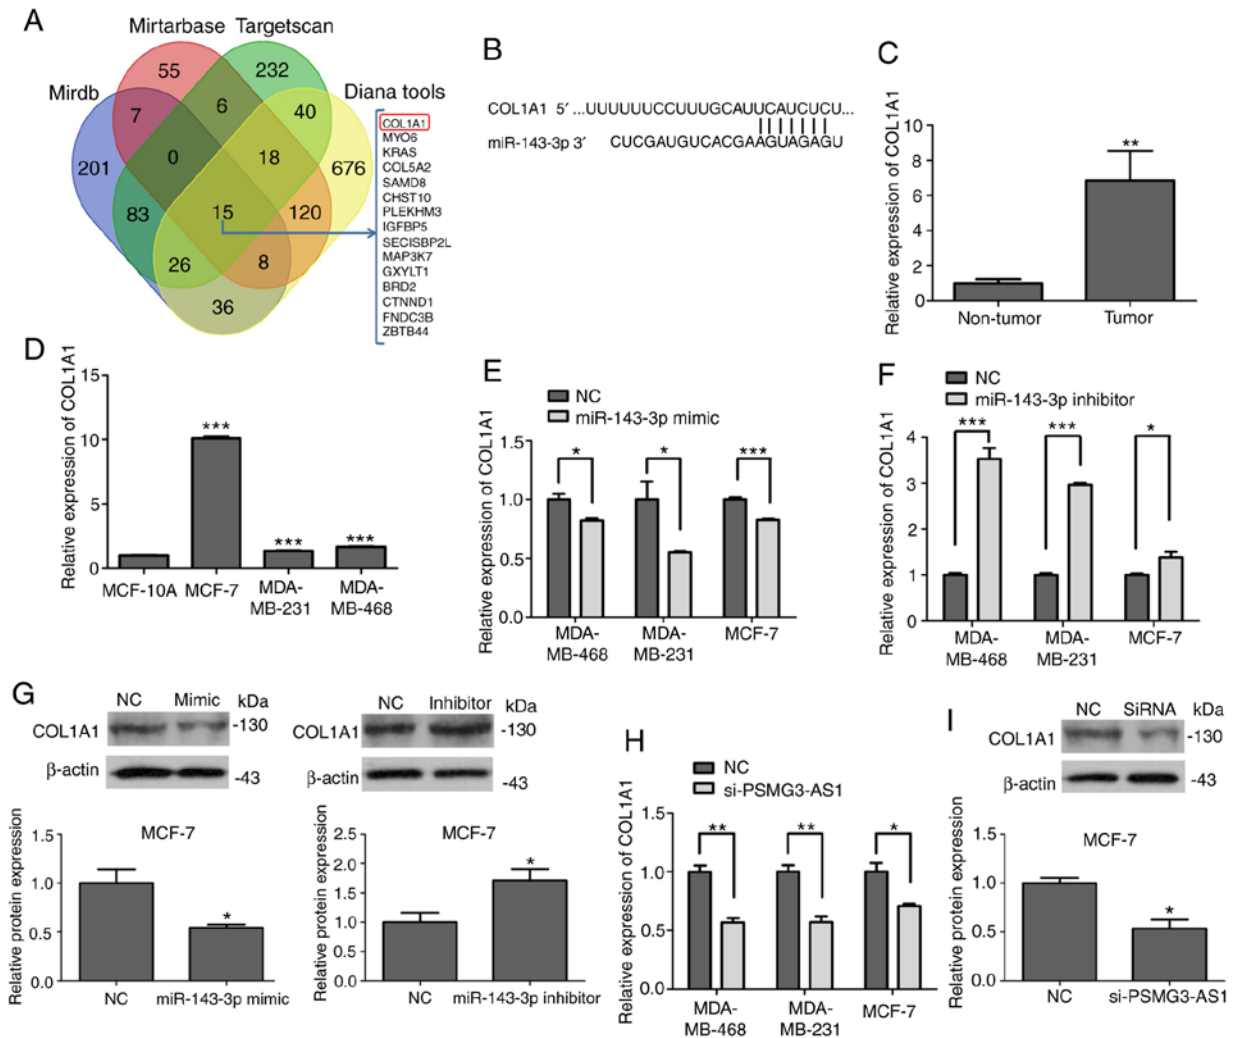 A
Mirtarbase Targetscan
Mirdb
Diana tools
55
232
7
6
40
201
0
18
676
83
15
120
26
8
36
COL1A1
MYO6
KRAS
COL5A2
SAMD8
CHST10
PLEKHM3
IGFBP5
SECISBP2L
MAP3K7
GXYLT1
BRD2
CTNND1
FNDC3B
ZBTB44
B
COL1A1 5′ ...UUUUUUCCUUUGCAUUCAUCUCU...
miR-143-3p 3′ CUCGAUGUCACGAAGUAGAGU
C
Relative expression of COL1A1
10
8
6
4
2
0
**
Non-tumor Tumor
D
Relative expression of COL1A1
15
10
5
0
***
***
***
MCF-10A MCF-7 MDA-MB-231 MDA-MB-468
E
NC
miR-143-3p mimic
Relative expression of COL1A1
1.5
1.0
0.5
0.0
* * ***
MDA-MB-468 MDA-MB-231 MCF-7
F
NC
miR-143-3p inhibitor
Relative expression of COL1A1
4
3
2
1
0
*** *** *
MDA-MB-468 MDA-MB-231 MCF-7
G
NC Mimic kDa
COL1A1 -130
β-actin -43
MCF-7
Relative protein expression
1.5
1.0
0.5
0.0
*
NC miR-143-3p mimic
NC Inhibitor kDa
COL1A1 -130
β-actin -43
MCF-7
Relative protein expression
2.5
2.0
1.5
1.0
0.5
0.0
*
NC miR-143-3p inhibitor
H
NC
si-PSMG3-AS1
Relative expression of COL1A1
1.5
1.0
0.5
0.0
** ** *
MDA-MB-468 MDA-MB-231 MCF-7
I
NC SiRNA kDa
COL1A1 -130
β-actin -43
MCF-7
Relative protein expression
1.5
1.0
0.5
0.0
*
NC si-PSMG3-AS1